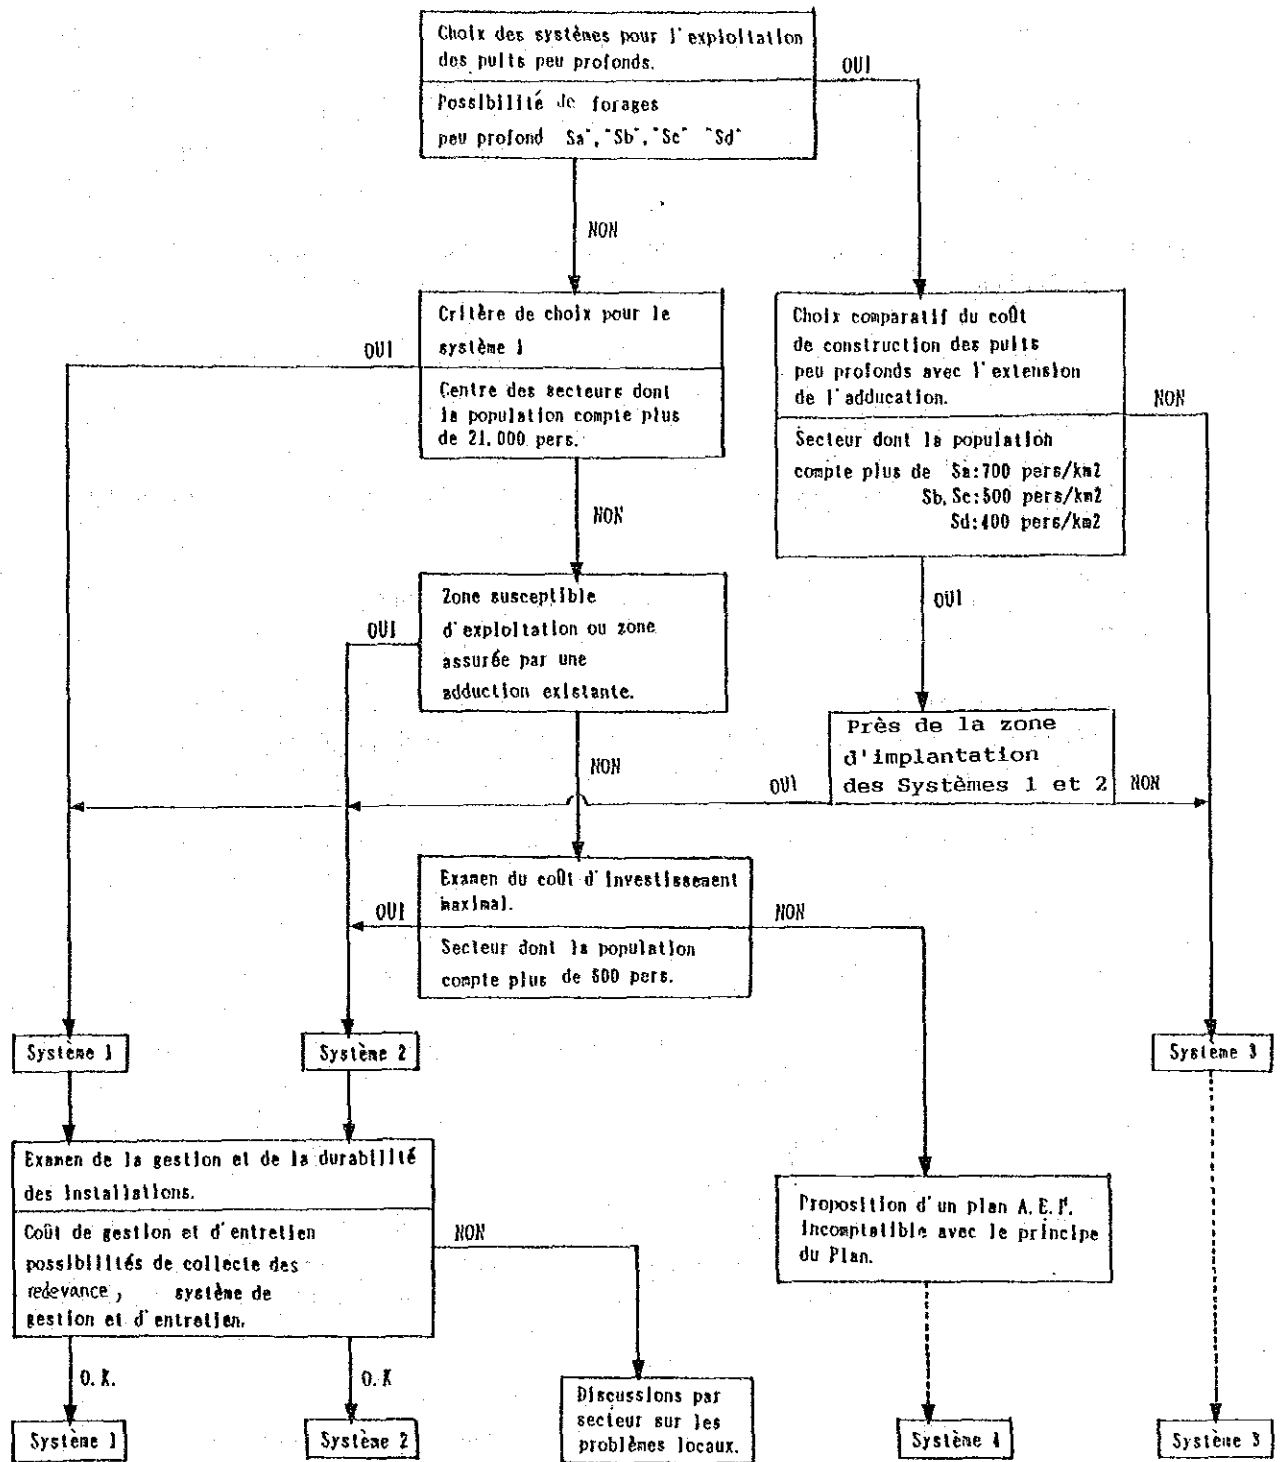 Choix des systèmes pour l'exploitation
des puits peu profonds.
OUI
Possibilité de forages
peu profond Sa", "Sb", "Sc" "Sd"
NON
Critère de choix pour le
système 1
OUI
Centre des secteurs dont
la population compte plus
de 21.000 pers.
NON
Choix comparatif du coût
de construction des puits
peu profonds avec l'extension
de l'adducation.
NON
Secteur dont la population
compte plus de Sa:700 pers/km2
Sb, Sc:500 pers/km2
Sd:400 pers/km2
OUI
Zone susceptible
d'exploitation ou zone
assurée par une
adduction existante.
OUI
NON
Près de la zone
d'implantation
des Systèmes 1 et 2
OUI
NON
Examen du coût d'investissement
maximal.
OUI
NON
Secteur dont la population
compte plus de 500 pers.
Système 1
Système 2
Système 3
Examen de la gestion et de la durabilité
des installations.
Coût de gestion et d'entretien
possibilités de collecte des
redevance, système de
gestion et d'entretien.
NON
Proposition d'un plan A.E.P.
incomptatible avec le principe
du Plan.
O.K.
O.K
Discussions par
secteur sur les
problèmes locaux.
Système 1
Système 2
Système 4
Système 3